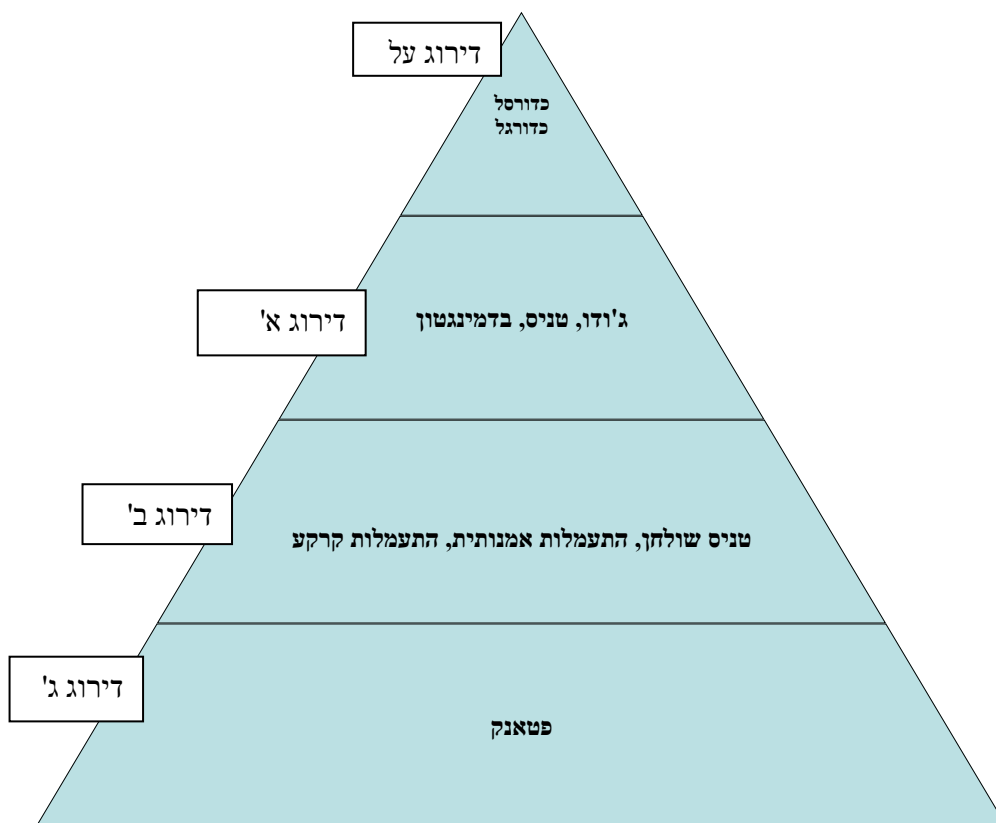 דירוג על
כדורסל
כדורגל
דירוג א'
ג'ודו, טניס, בדמינגטון
דירוג ב'
טניס שולחן, התעמלות אמנותית, התעמלות קרקע
דירוג ג'
פטאנק